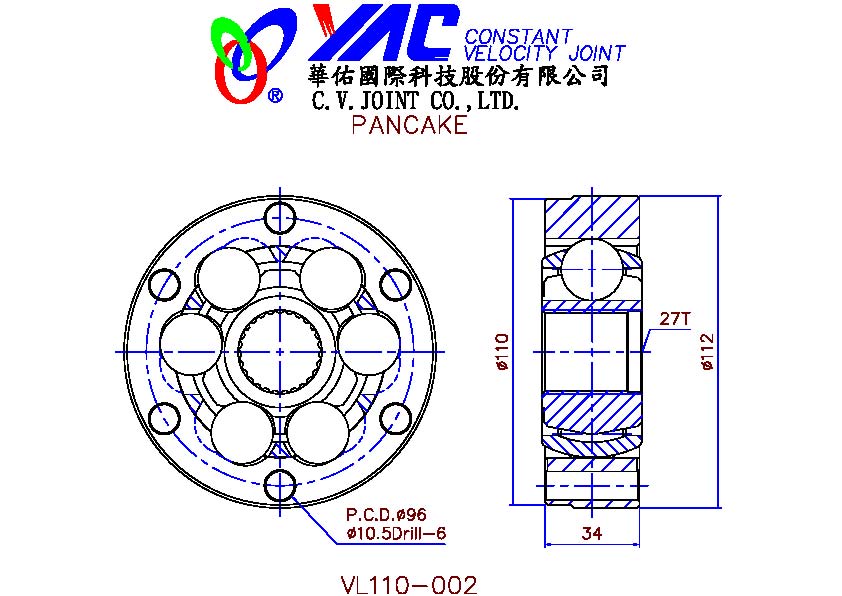 YAC CONSTANT
VELOCITY JOINT
®
華佑國際科技股份有限公司
C.V.JOINT CO.,LTD.
PANCAKE
27T
ø110
ø112
P.C.D.ø96
ø10.5Drill-6
34
VL110-002